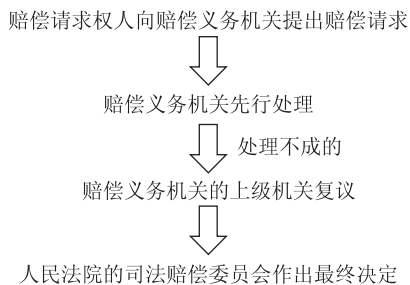 赔偿请求权人向赔偿义务机关提出赔偿请求
赔偿义务机关先行处理
处理不成的
赔偿义务机关的上级机关复议
人民法院的司法赔偿委员会作出最终决定